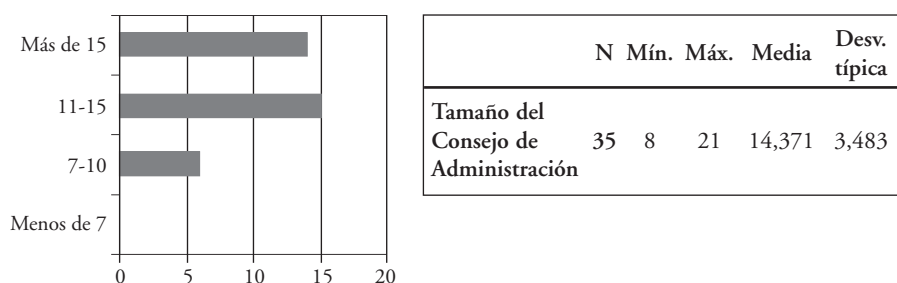 Más de 15
11-15
7-10
Menos de 7
0 5 10 15 20
N Mín. Máx. Media Desv. típica
Tamaño del
Consejo de 35 8 21 14,371 3,483
Administración